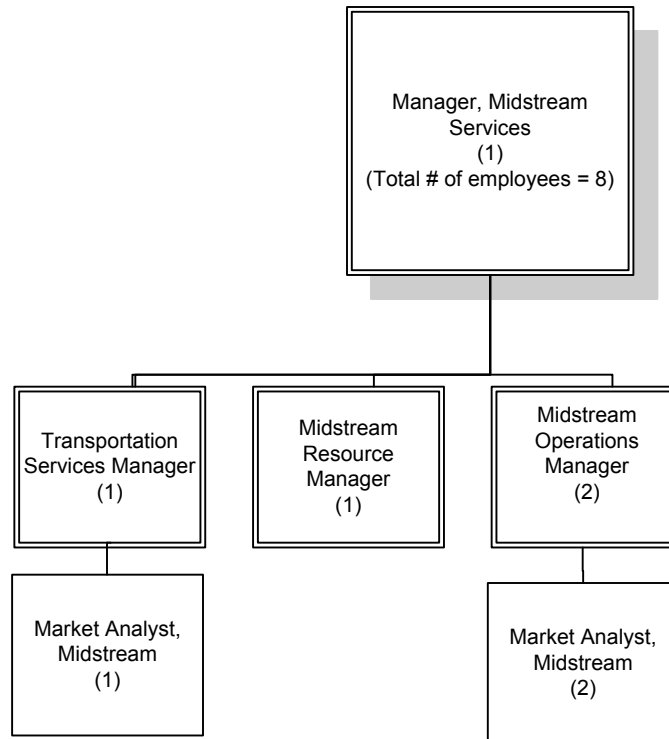 Manager, Midstream
Services
(1)
(Total # of employees = 8)
Transportation
Services Manager
(1)
Midstream
Resource
Manager
(1)
Midstream
Operations
Manager
(2)
Market Analyst,
Midstream
(1)
Market Analyst,
Midstream
(2)